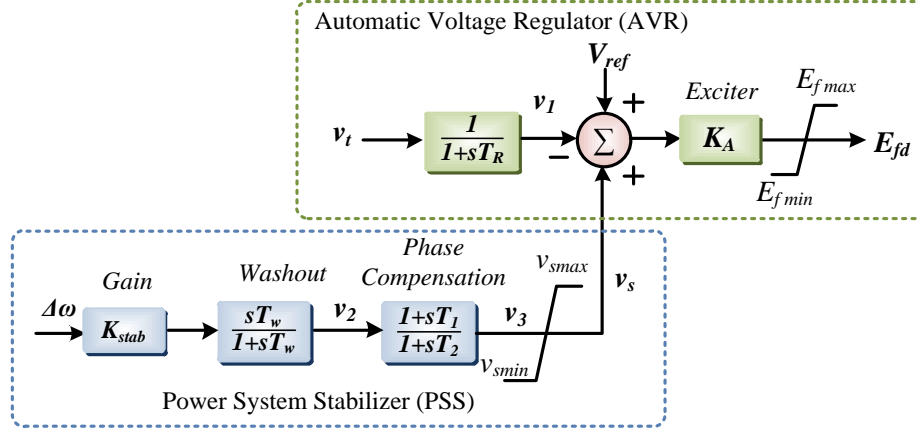 Automatic Voltage Regulator (AVR)
V_ref
v_t
1
1+sT_R
v_1
+
−
+
Σ
Exciter
K_A
E_f max
E_f min
E_fd
Gain
Washout
Phase
Compensation
Δω
K_stab
sT_w
1+sT_w
v_2
1+sT_1
1+sT_2
v_3
v_smax
v_smin
v_s
Power System Stabilizer (PSS)